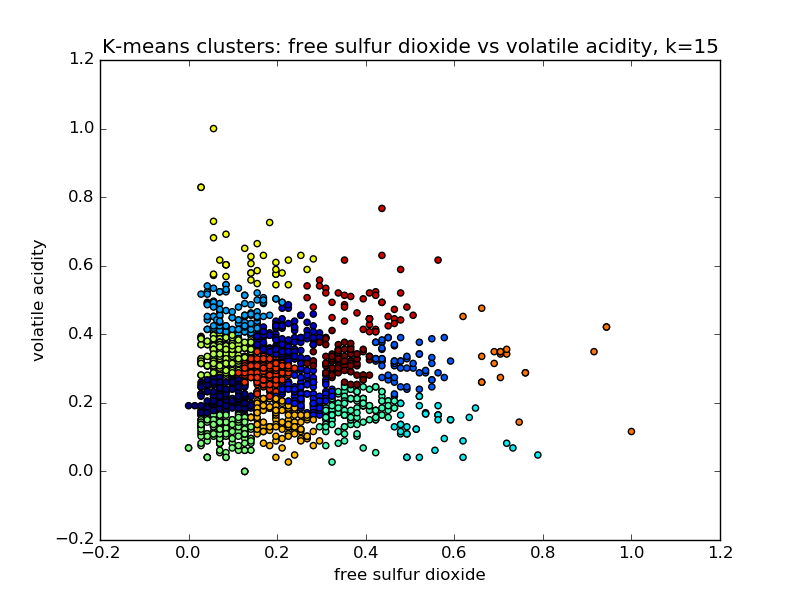 K-means clusters: free sulfur dioxide vs volatile acidity, k=15
1.2
1.0
0.8
0.6
0.4
0.2
0.0
−0.2
volatile acidity
−0.2 0.0 0.2 0.4 0.6 0.8 1.0 1.2
free sulfur dioxide